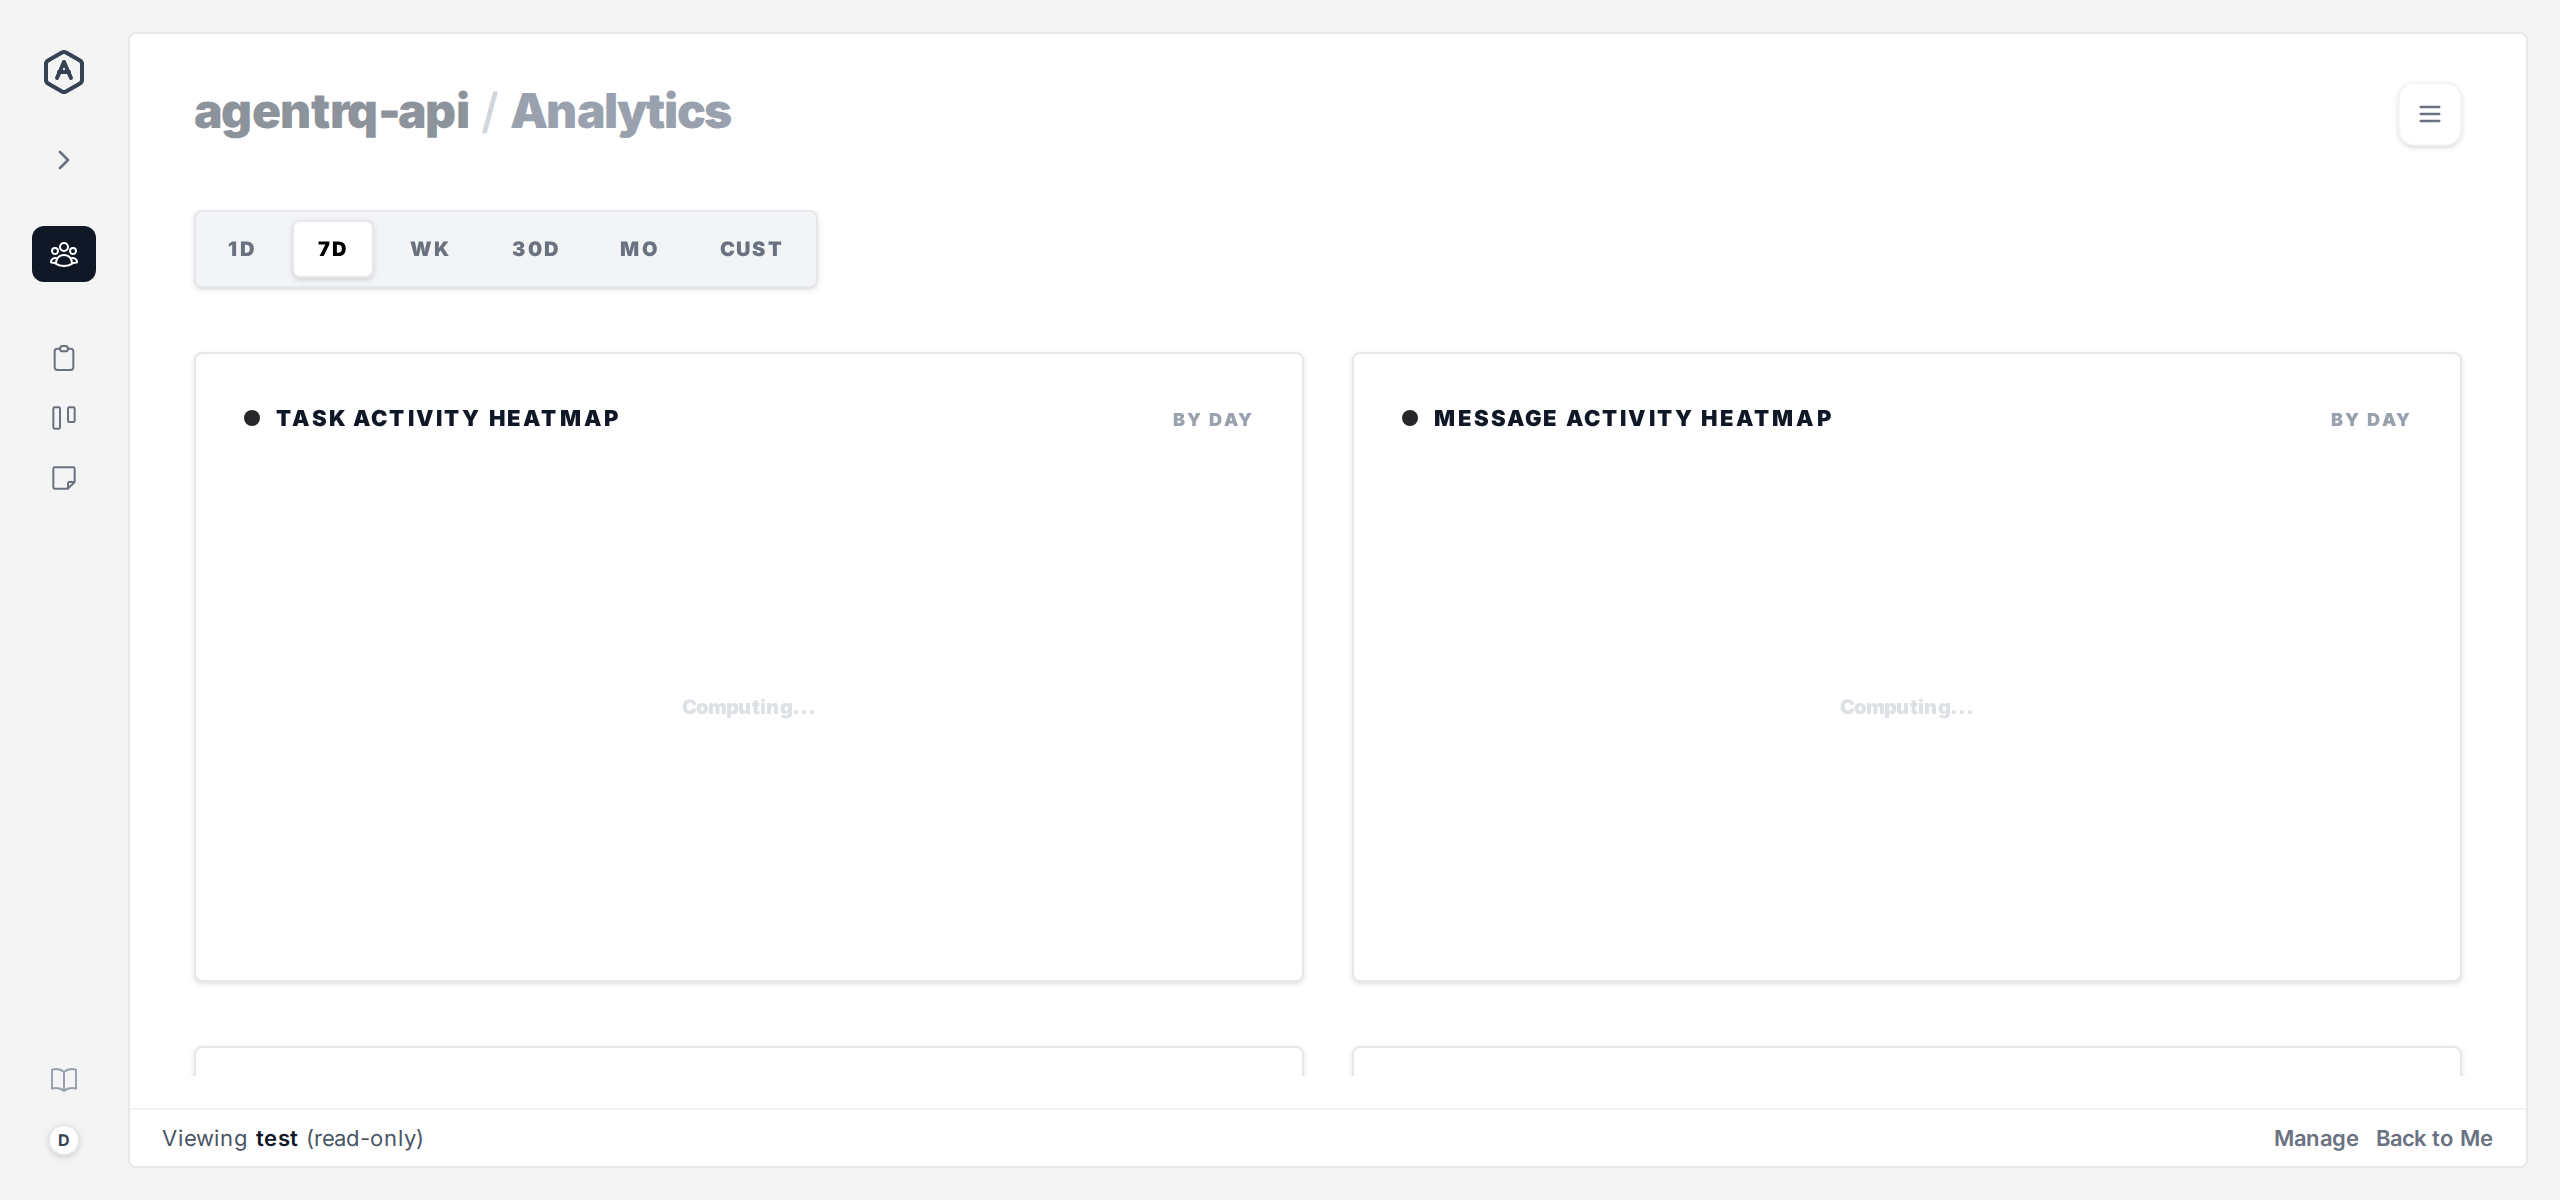 A
agentrq-api / Analytics
1D 7D WK 30D MO CUST
TASK ACTIVITY HEATMAP BY DAY
MESSAGE ACTIVITY HEATMAP BY DAY
Computing...
Computing...
D
Viewing test (read-only)
Manage Back to Me